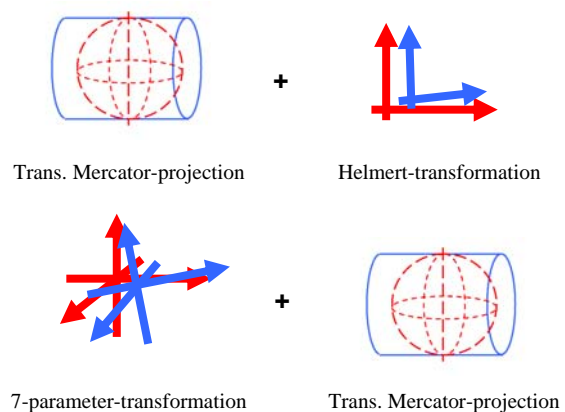 +
Trans. Mercator-projection Helmert-transformation
+
7-parameter-transformation Trans. Mercator-projection